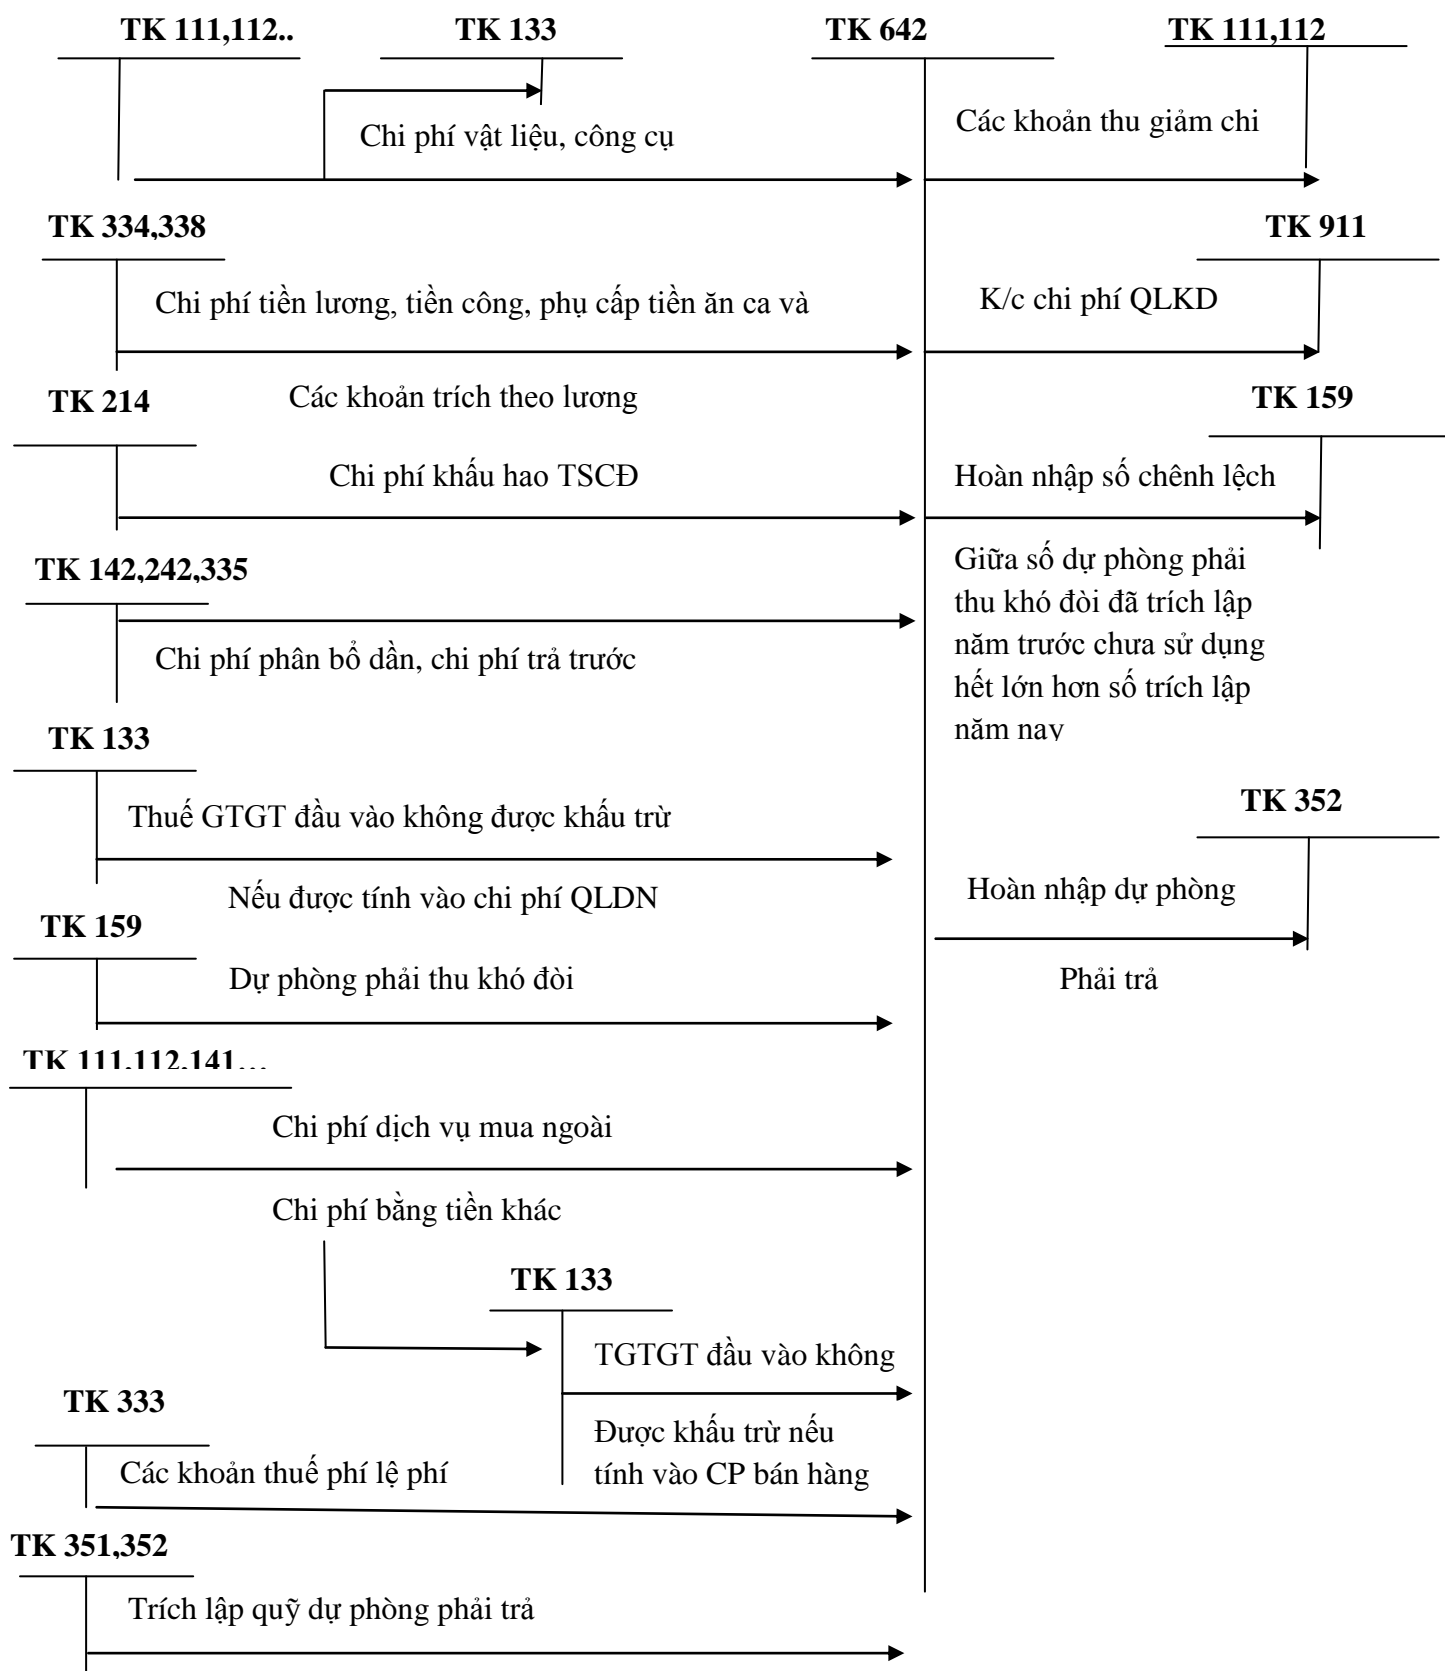 TK 111,112..
TK 133
TK 642
TK 111,112
Chi phí vật liệu, công cụ
Các khoản thu giảm chi
TK 334,338
TK 911
Chi phí tiền lương, tiền công, phụ cấp tiền ăn ca và
K/c chi phí QLKD
TK 214
Các khoản trích theo lương
TK 159
Chi phí khấu hao TSCĐ
Hoàn nhập số chênh lệch
TK 142,242,335
Giữa số dự phòng phải
thu khó đòi đã trích lập
năm trước chưa sử dụng
hết lớn hơn số trích lập
năm nay
Chi phí phân bổ dần, chi phí trả trước
TK 133
Thuế GTGT đầu vào không được khấu trừ
TK 352
Nếu được tính vào chi phí QLDN
Hoàn nhập dự phòng
TK 159
Dự phòng phải thu khó đòi
Phải trả
TK 111,112,141…
Chi phí dịch vụ mua ngoài
Chi phí bằng tiền khác
TK 133
TGTGT đầu vào không
TK 333
Được khấu trừ nếu
tính vào CP bán hàng
Các khoản thuế phí lệ phí
TK 351,352
Trích lập quỹ dự phòng phải trả